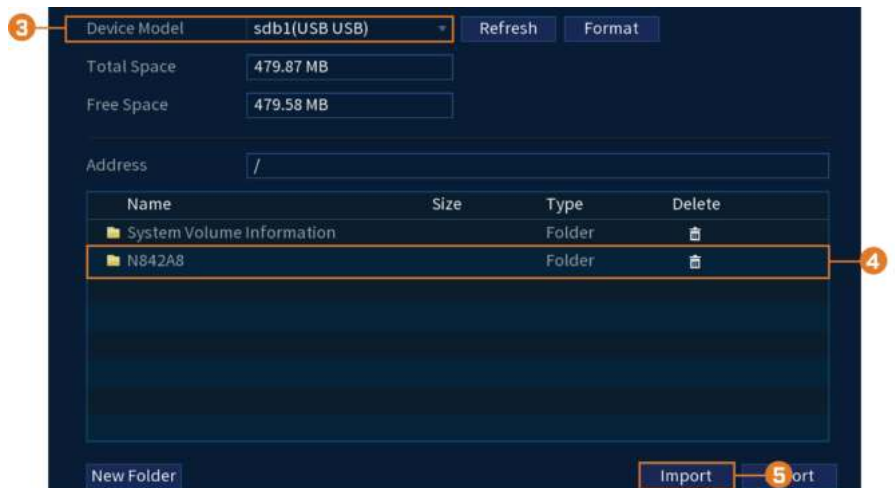 3 Device Model sdb1(USB USB) Refresh Format
Total Space 479.87 MB
Free Space 479.58 MB
Address /
Name Size Type Delete
System Volume Information Folder
N842A8 Folder 4
New Folder Import 5 ort